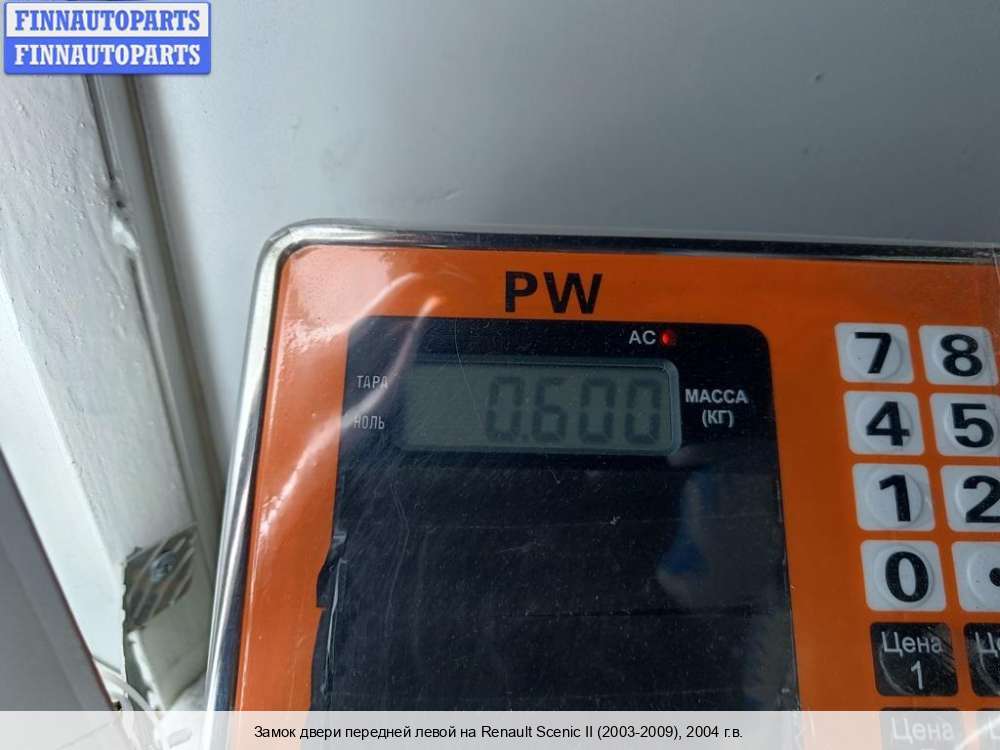 FINNAUTOPARTS
FINNAUTOPARTS
PW
AC
ТАРА
НОЛЬ
0.600
МАССА
(КГ)
7 8
4 5
1 2
0 .
Цена
1
Цена
Замок двери передней левой на Renault Scenic II (2003-2009), 2004 г.в.